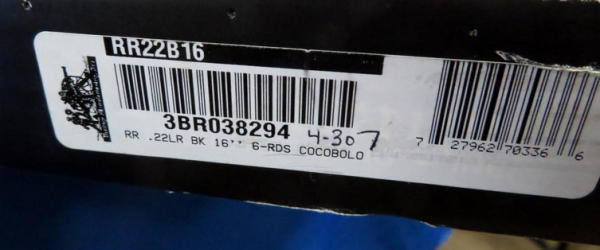 RR22B16
3BR038294
4-307
RR .22LR BK 16'' 6-RDS COCOBOLO
7 27962 70336 6